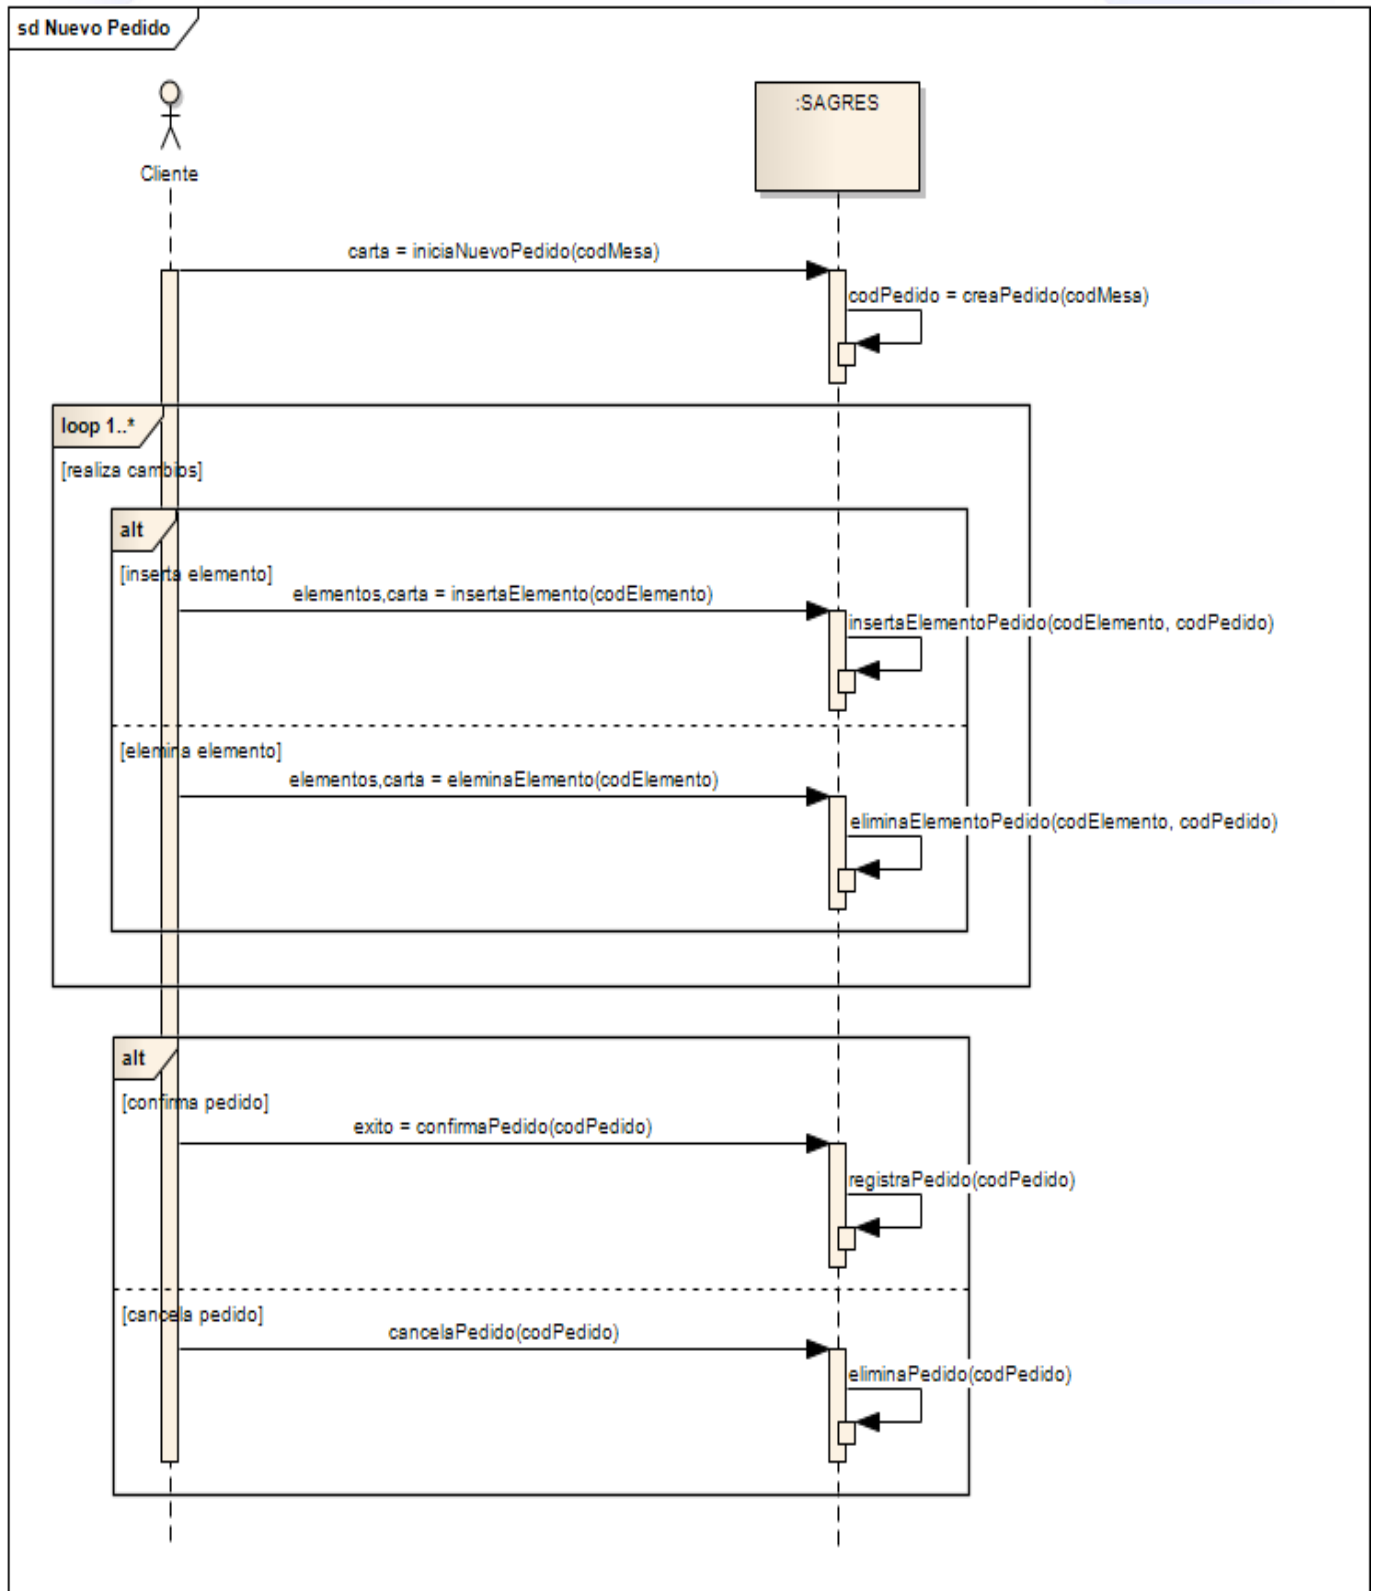 sd Nuevo Pedido
:SAGRES
Cliente
carta = iniciaNuevoPedido(codMesa)
codPedido = creaPedido(codMesa)
loop 1..*
[realiza cambios]
alt
[inserta elemento]
elementos,carta = insertaElemento(codElemento)
insertaElementoPedido(codElemento, codPedido)
[elemina elemento]
elementos,carta = eleminaElemento(codElemento)
eliminaElementoPedido(codElemento, codPedido)
alt
[confirma pedido]
exito = confirmaPedido(codPedido)
registraPedido(codPedido)
[cancela pedido]
cancelaPedido(codPedido)
eliminaPedido(codPedido)